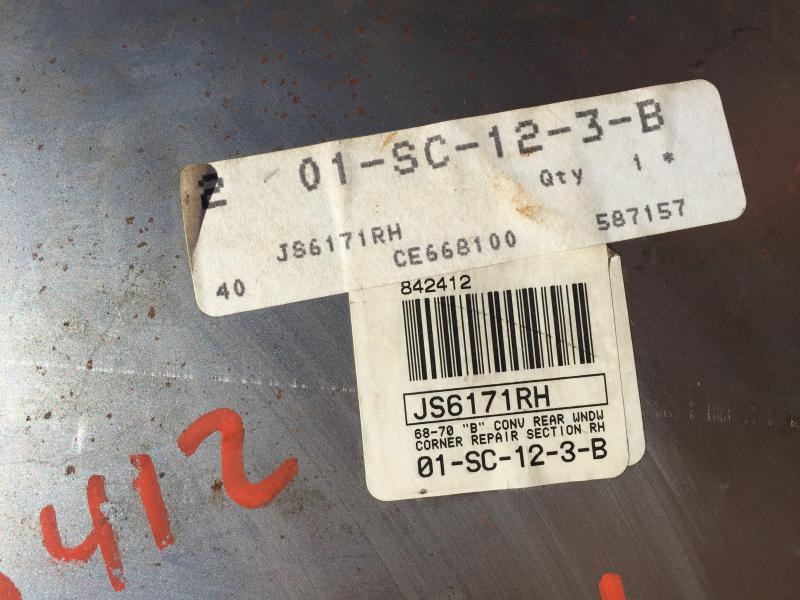 2 01-SC-12-3-B
Qty 1 *
JS6171RH CE668100 587157
40
842412
JS6171RH
68-70 "B" CONV REAR WNDW
CORNER REPAIR SECTION RH
01-SC-12-3-B
412